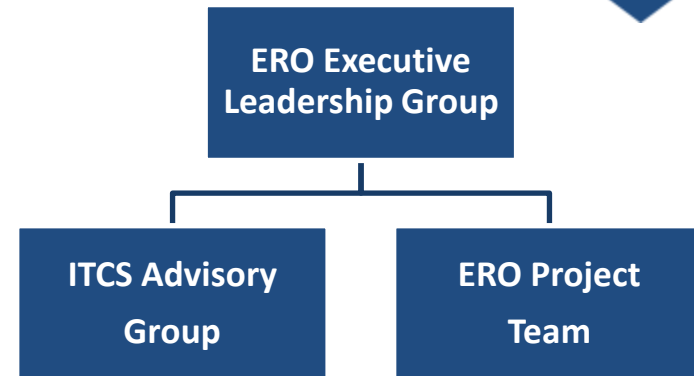 ERO Executive
Leadership Group
ITCS Advisory
Group
ERO Project
Team